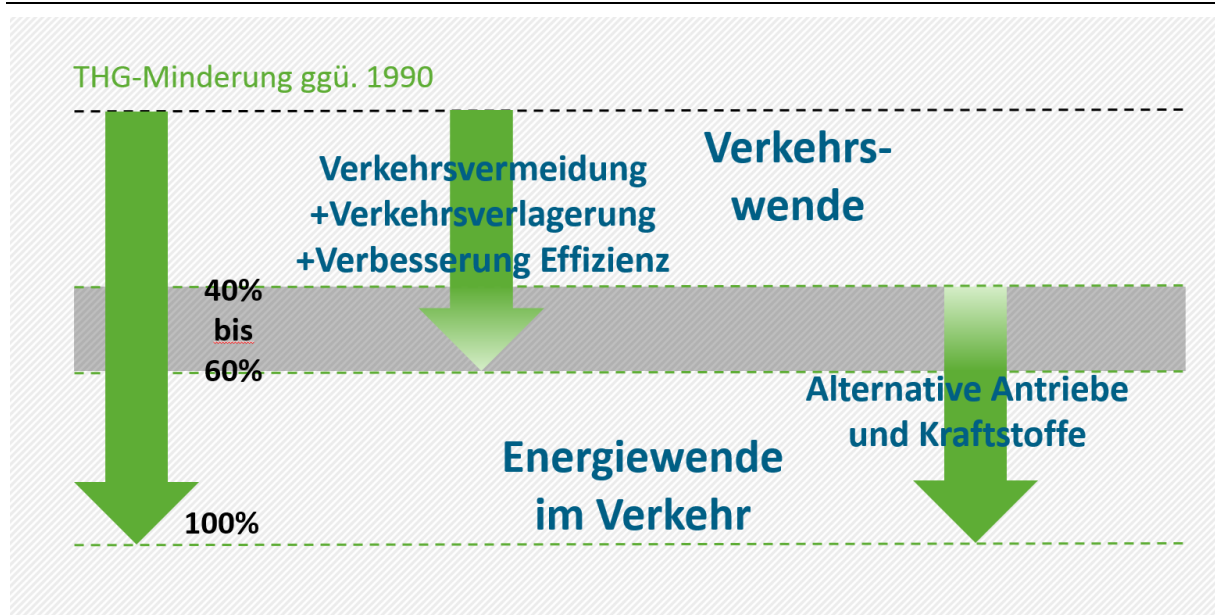 THG-Minderung ggü. 1990
Verkehrs-
wende
Verkehrsvermeidung
+Verkehrsverlagerung
+Verbesserung Effizienz
40%
bis
60%
Alternative Antriebe
und Kraftstoffe
Energiewende
im Verkehr
100%